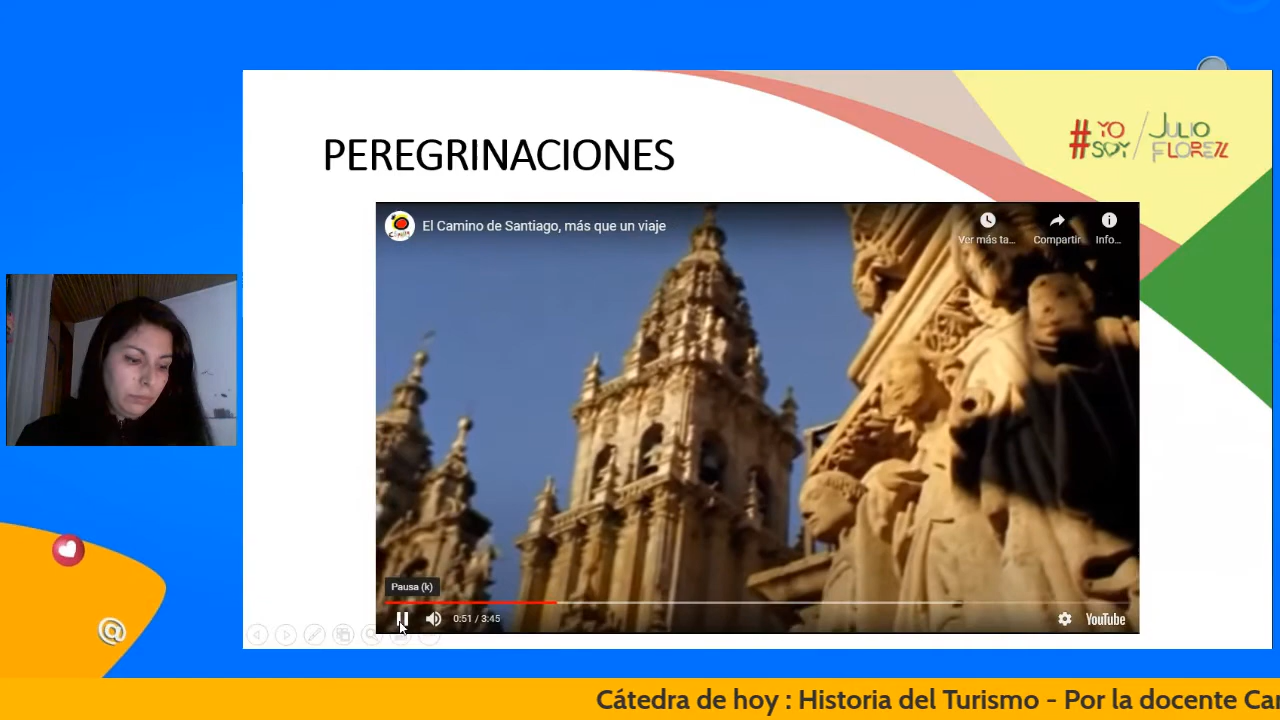 PEREGRINACIONES
# YO SOY / JULIO FLOREZ
El Camino de Santiago, más que un viaje
Ver más ta...
Compartir
Info...
Pausa (k)
0:51 / 3:45
YouTube
@
Cátedra de hoy : Historia del Turismo - Por la docente Ca